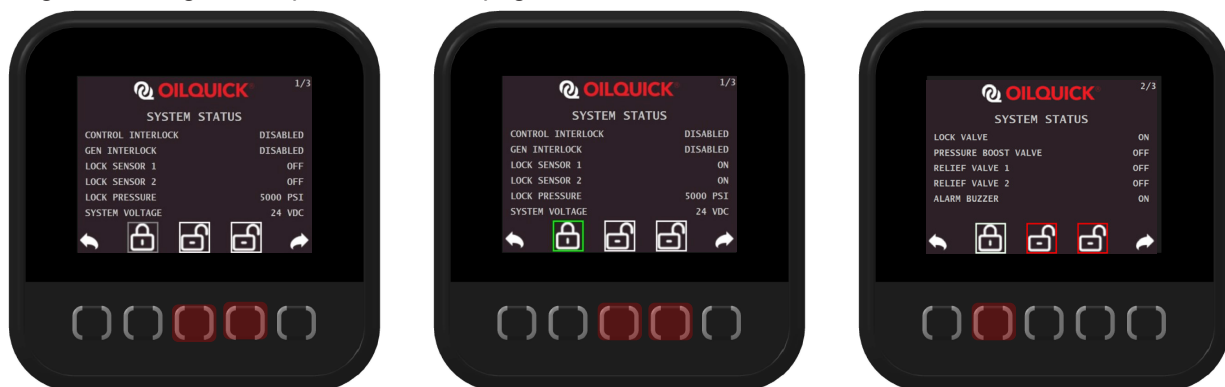 1/3
OILQUICK®
SYSTEM STATUS
CONTROL INTERLOCK DISABLED
GEN INTERLOCK DISABLED
LOCK SENSOR 1 OFF
LOCK SENSOR 2 OFF
LOCK PRESSURE 5000 PSI
SYSTEM VOLTAGE 24 VDC
1/3
OILQUICK®
SYSTEM STATUS
CONTROL INTERLOCK DISABLED
GEN INTERLOCK DISABLED
LOCK SENSOR 1 ON
LOCK SENSOR 2 ON
LOCK PRESSURE 5000 PSI
SYSTEM VOLTAGE 24 VDC
2/3
OILQUICK®
SYSTEM STATUS
LOCK VALVE ON
PRESSURE BOOST VALVE OFF
RELIEF VALVE 1 OFF
RELIEF VALVE 2 OFF
ALARM BUZZER ON